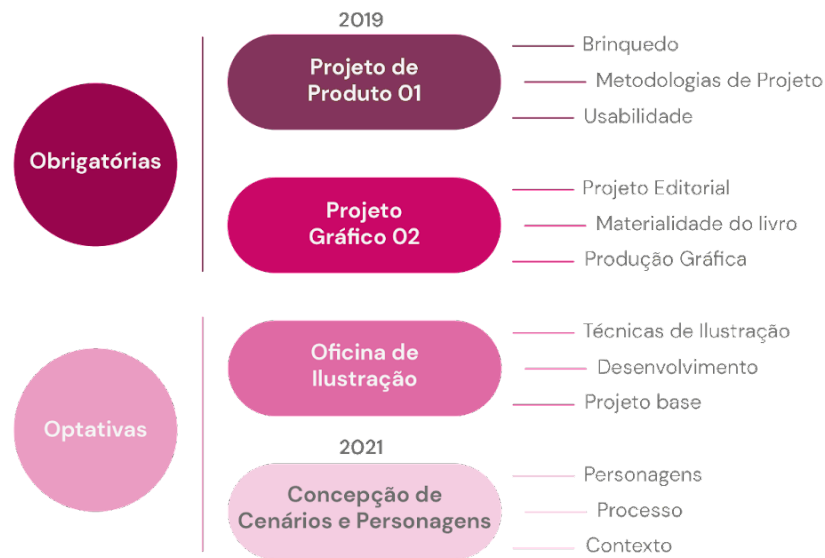 2019
Obrigatórias
Projeto de
Produto 01
Brinquedo
Metodologias de Projeto
Usabilidade
Projeto
Gráfico 02
Projeto Editorial
Materialidade do livro
Produção Gráfica
Optativas
Oficina de
Ilustração
Técnicas de Ilustração
Desenvolvimento
Projeto base
2021
Concepção de
Cenários e Personagens
Personagens
Processo
Contexto